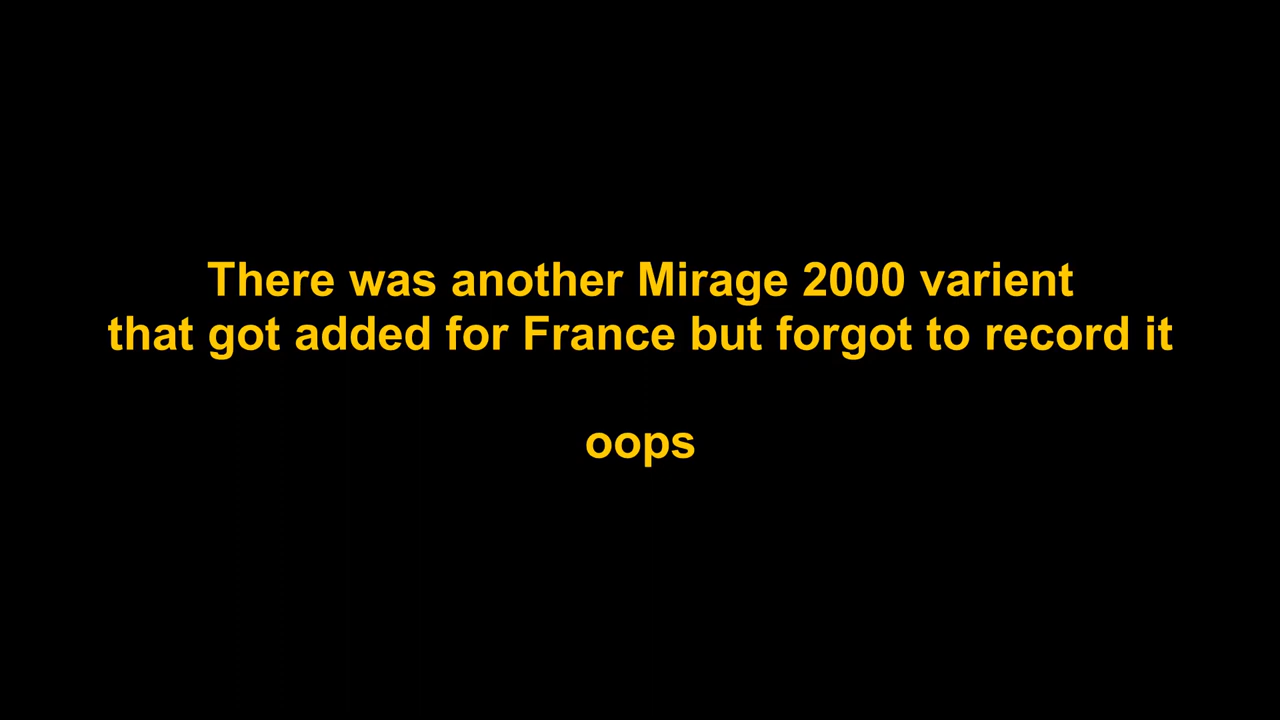 There was another Mirage 2000 varient
that got added for France but forgot to record it
oops